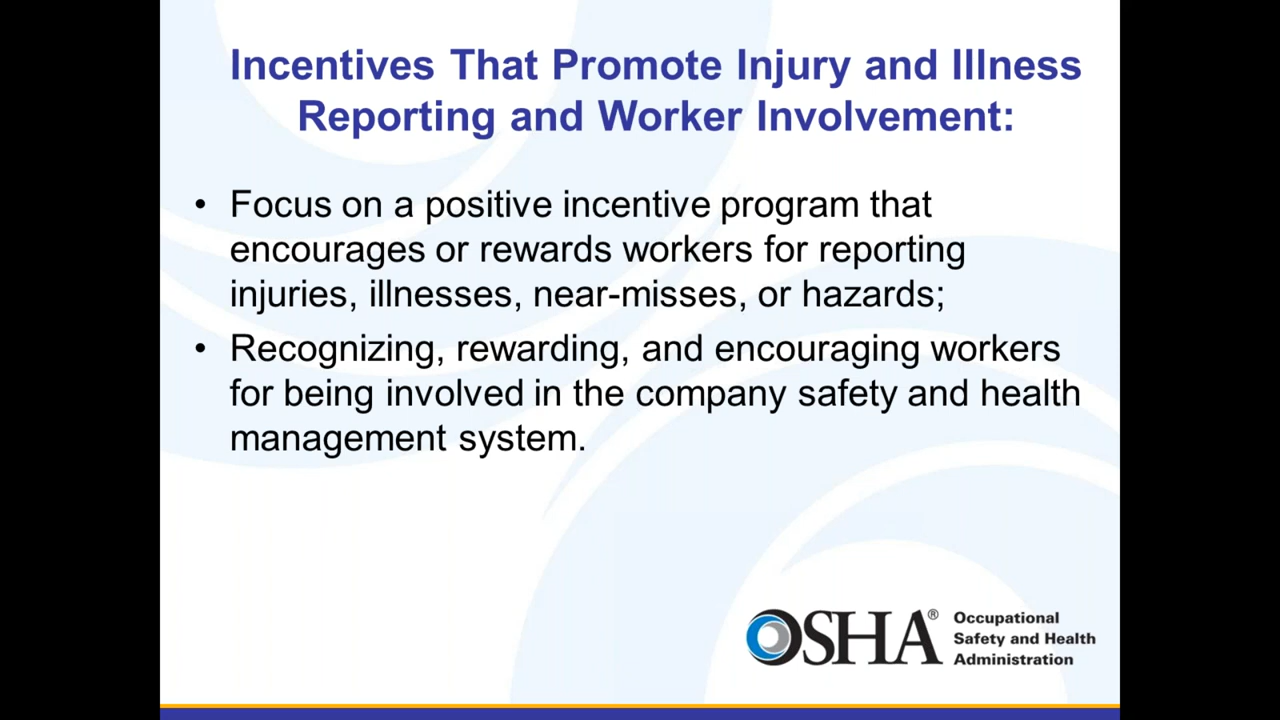 Incentives That Promote Injury and Illness
Reporting and Worker Involvement:
• Focus on a positive incentive program that
encourages or rewards workers for reporting
injuries, illnesses, near-misses, or hazards;
• Recognizing, rewarding, and encouraging workers
for being involved in the company safety and health
management system.
OSHA®
Occupational
Safety and Health
Administration